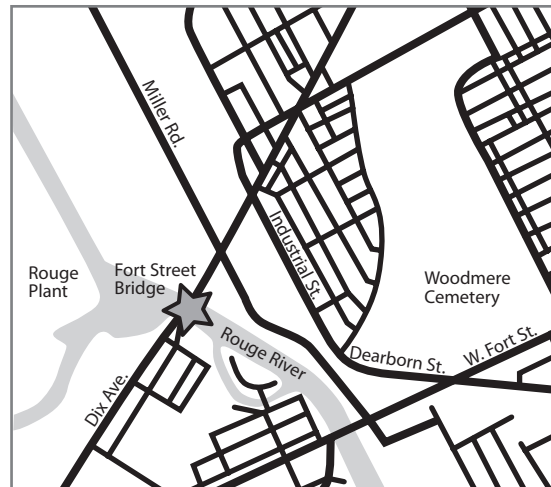 Miller Rd.
Industrial St.
Rouge
Plant
Fort Street
Bridge
Woodmere
Cemetery
Rouge River
W. Fort St.
Dearborn St.
Dix Ave.